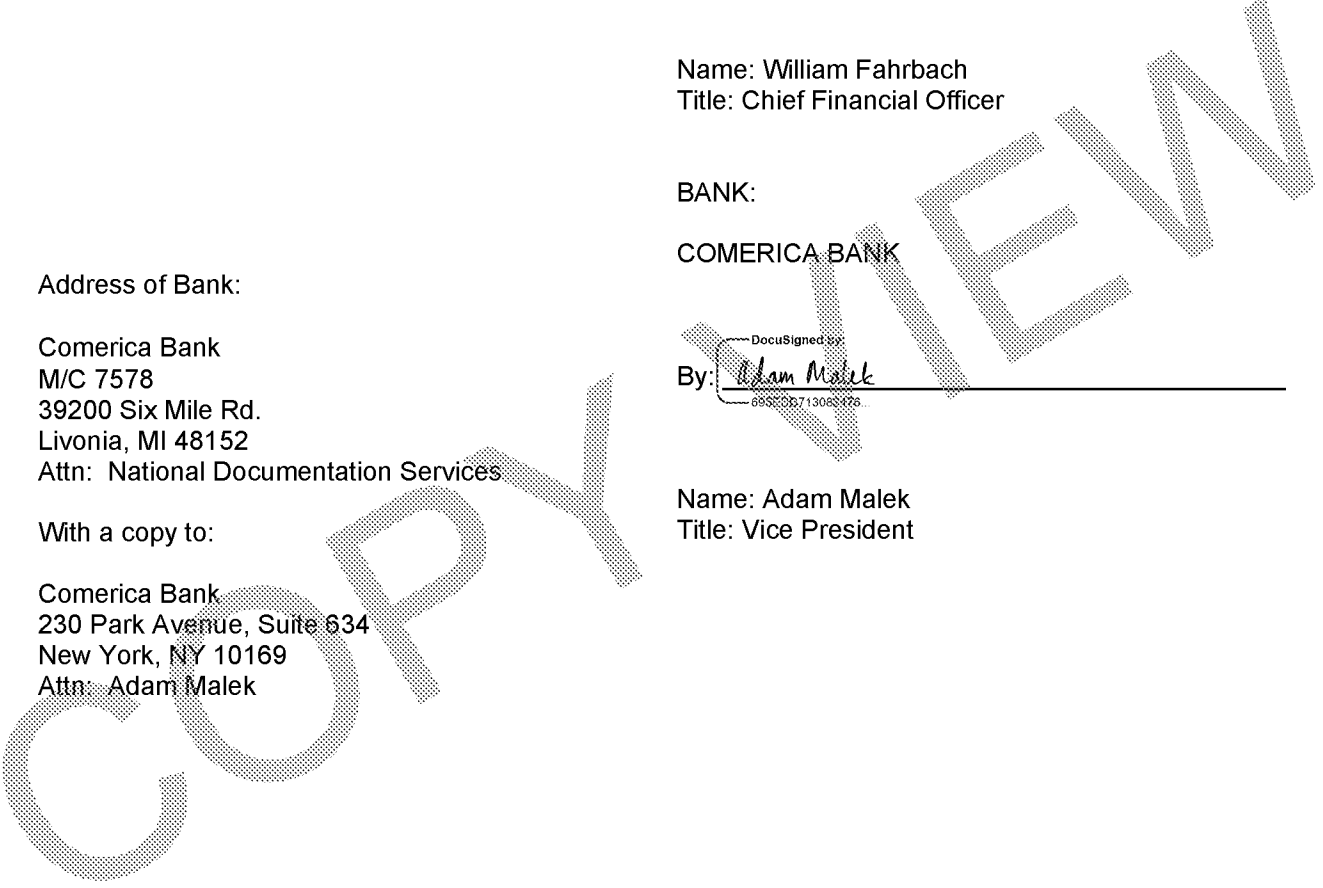 Name: William Fahrbach
Title: Chief Financial Officer
BANK:
COMERICA BANK
Address of Bank:
Comerica Bank
M/C 7578
39200 Six Mile Rd.
Livonia, MI 48152
Attn: National Documentation Services
With a copy to:
Comerica Bank
230 Park Avenue, Suite 634
New York, NY 10169
Attn: Adam Malek
DocuSigned by:
By: Adam Malek
Name: Adam Malek
Title: Vice President
COPY VIEW